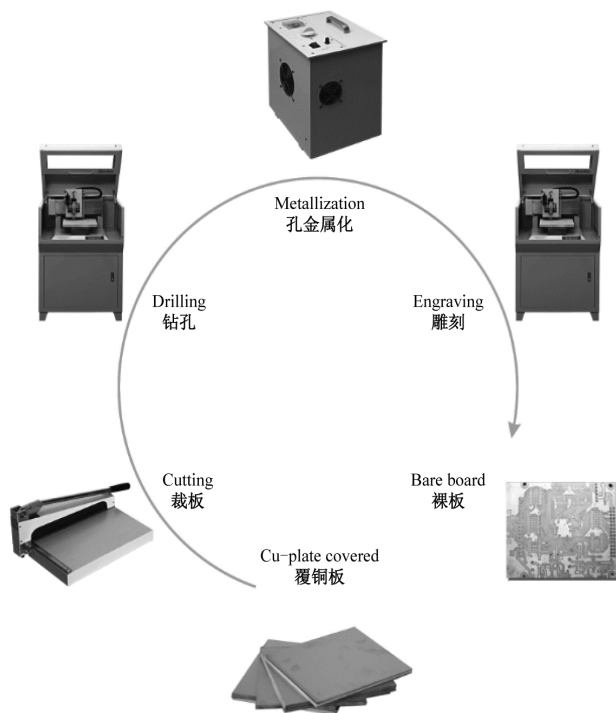 Metallization
孔金属化
Drilling
钻孔
Engraving
雕刻
Cutting
裁板
Bare board
裸板
Cu-plate covered
覆铜板